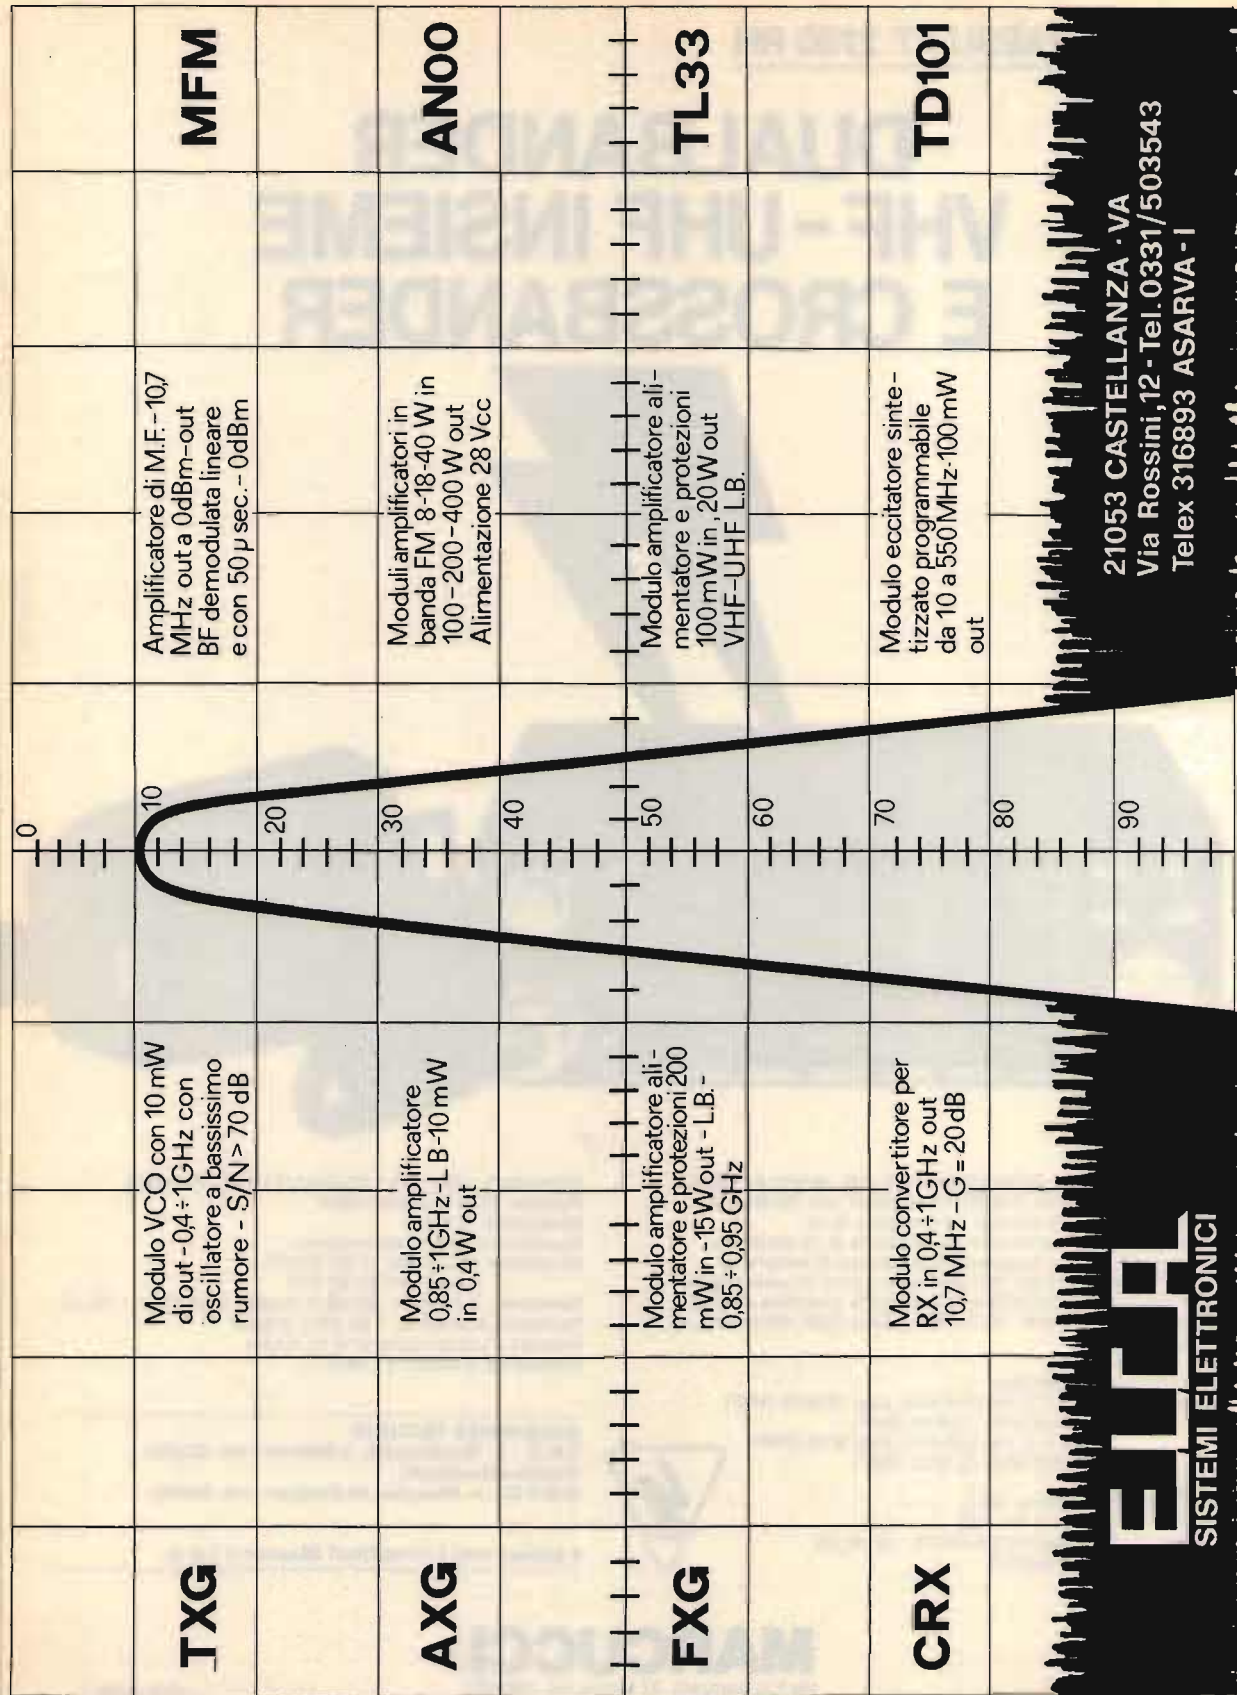 TXG
Modulo VCO con 10 mW
di out - 0,4÷1GHz con
oscillatore a bassissimo
rumore - S/N > 70 dB
AXG
Modulo amplificatore
0,85÷1GHz - L B - 10 mW
in 0,4 W out
FXG
Modulo amplificatore ali-
mentatore e protezioni 200
mW in - 15 W out - L.B. -
0,85÷0,95 GHz
CRX
Modulo convertitore per
RX in 0,4÷1GHz out
10,7 MHz - G = 20 dB
0
10
20
30
40
50
60
70
80
90
Amplificatore di M.F. - 10,7
MHz out a 0dBm-out
BF demodulata lineare
e con 50 µ sec. - 0dBm
MFM
Moduli amplificatori in
banda FM 8-18-40 W in
100-200-400 W out
Alimentazione 28 Vcc
AN00
Modulo amplificatore ali-
mentatore e protezioni
100 mW in, 20 W out
VHF-UHF L.B.
TL33
Modulo eccitatore sinte-
tizzato programmabile
da 10 a 550 MHz-100 mW
out
TD101
SISTEMI ELETTRONICI
21053 CASTELLANZA - VA
Via Rossini, 12 - Tel. 0331/503543
Telex 316893 ASARVA - I
DUALBANDER
VHF - UHF INSIEME
E CROSSBANDER
MARCUCCI